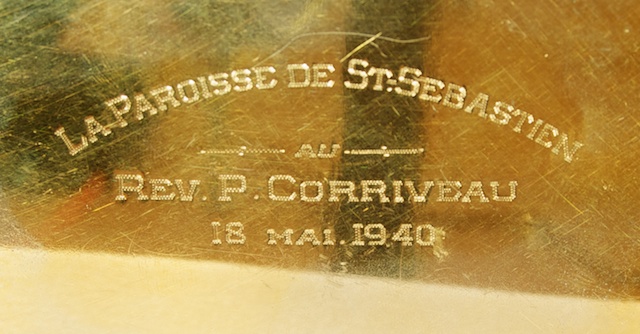 LA PAROISSE DE ST. SEBASTIEN
AU
REV. P. CORRIVEAU
18 MAI. 1940